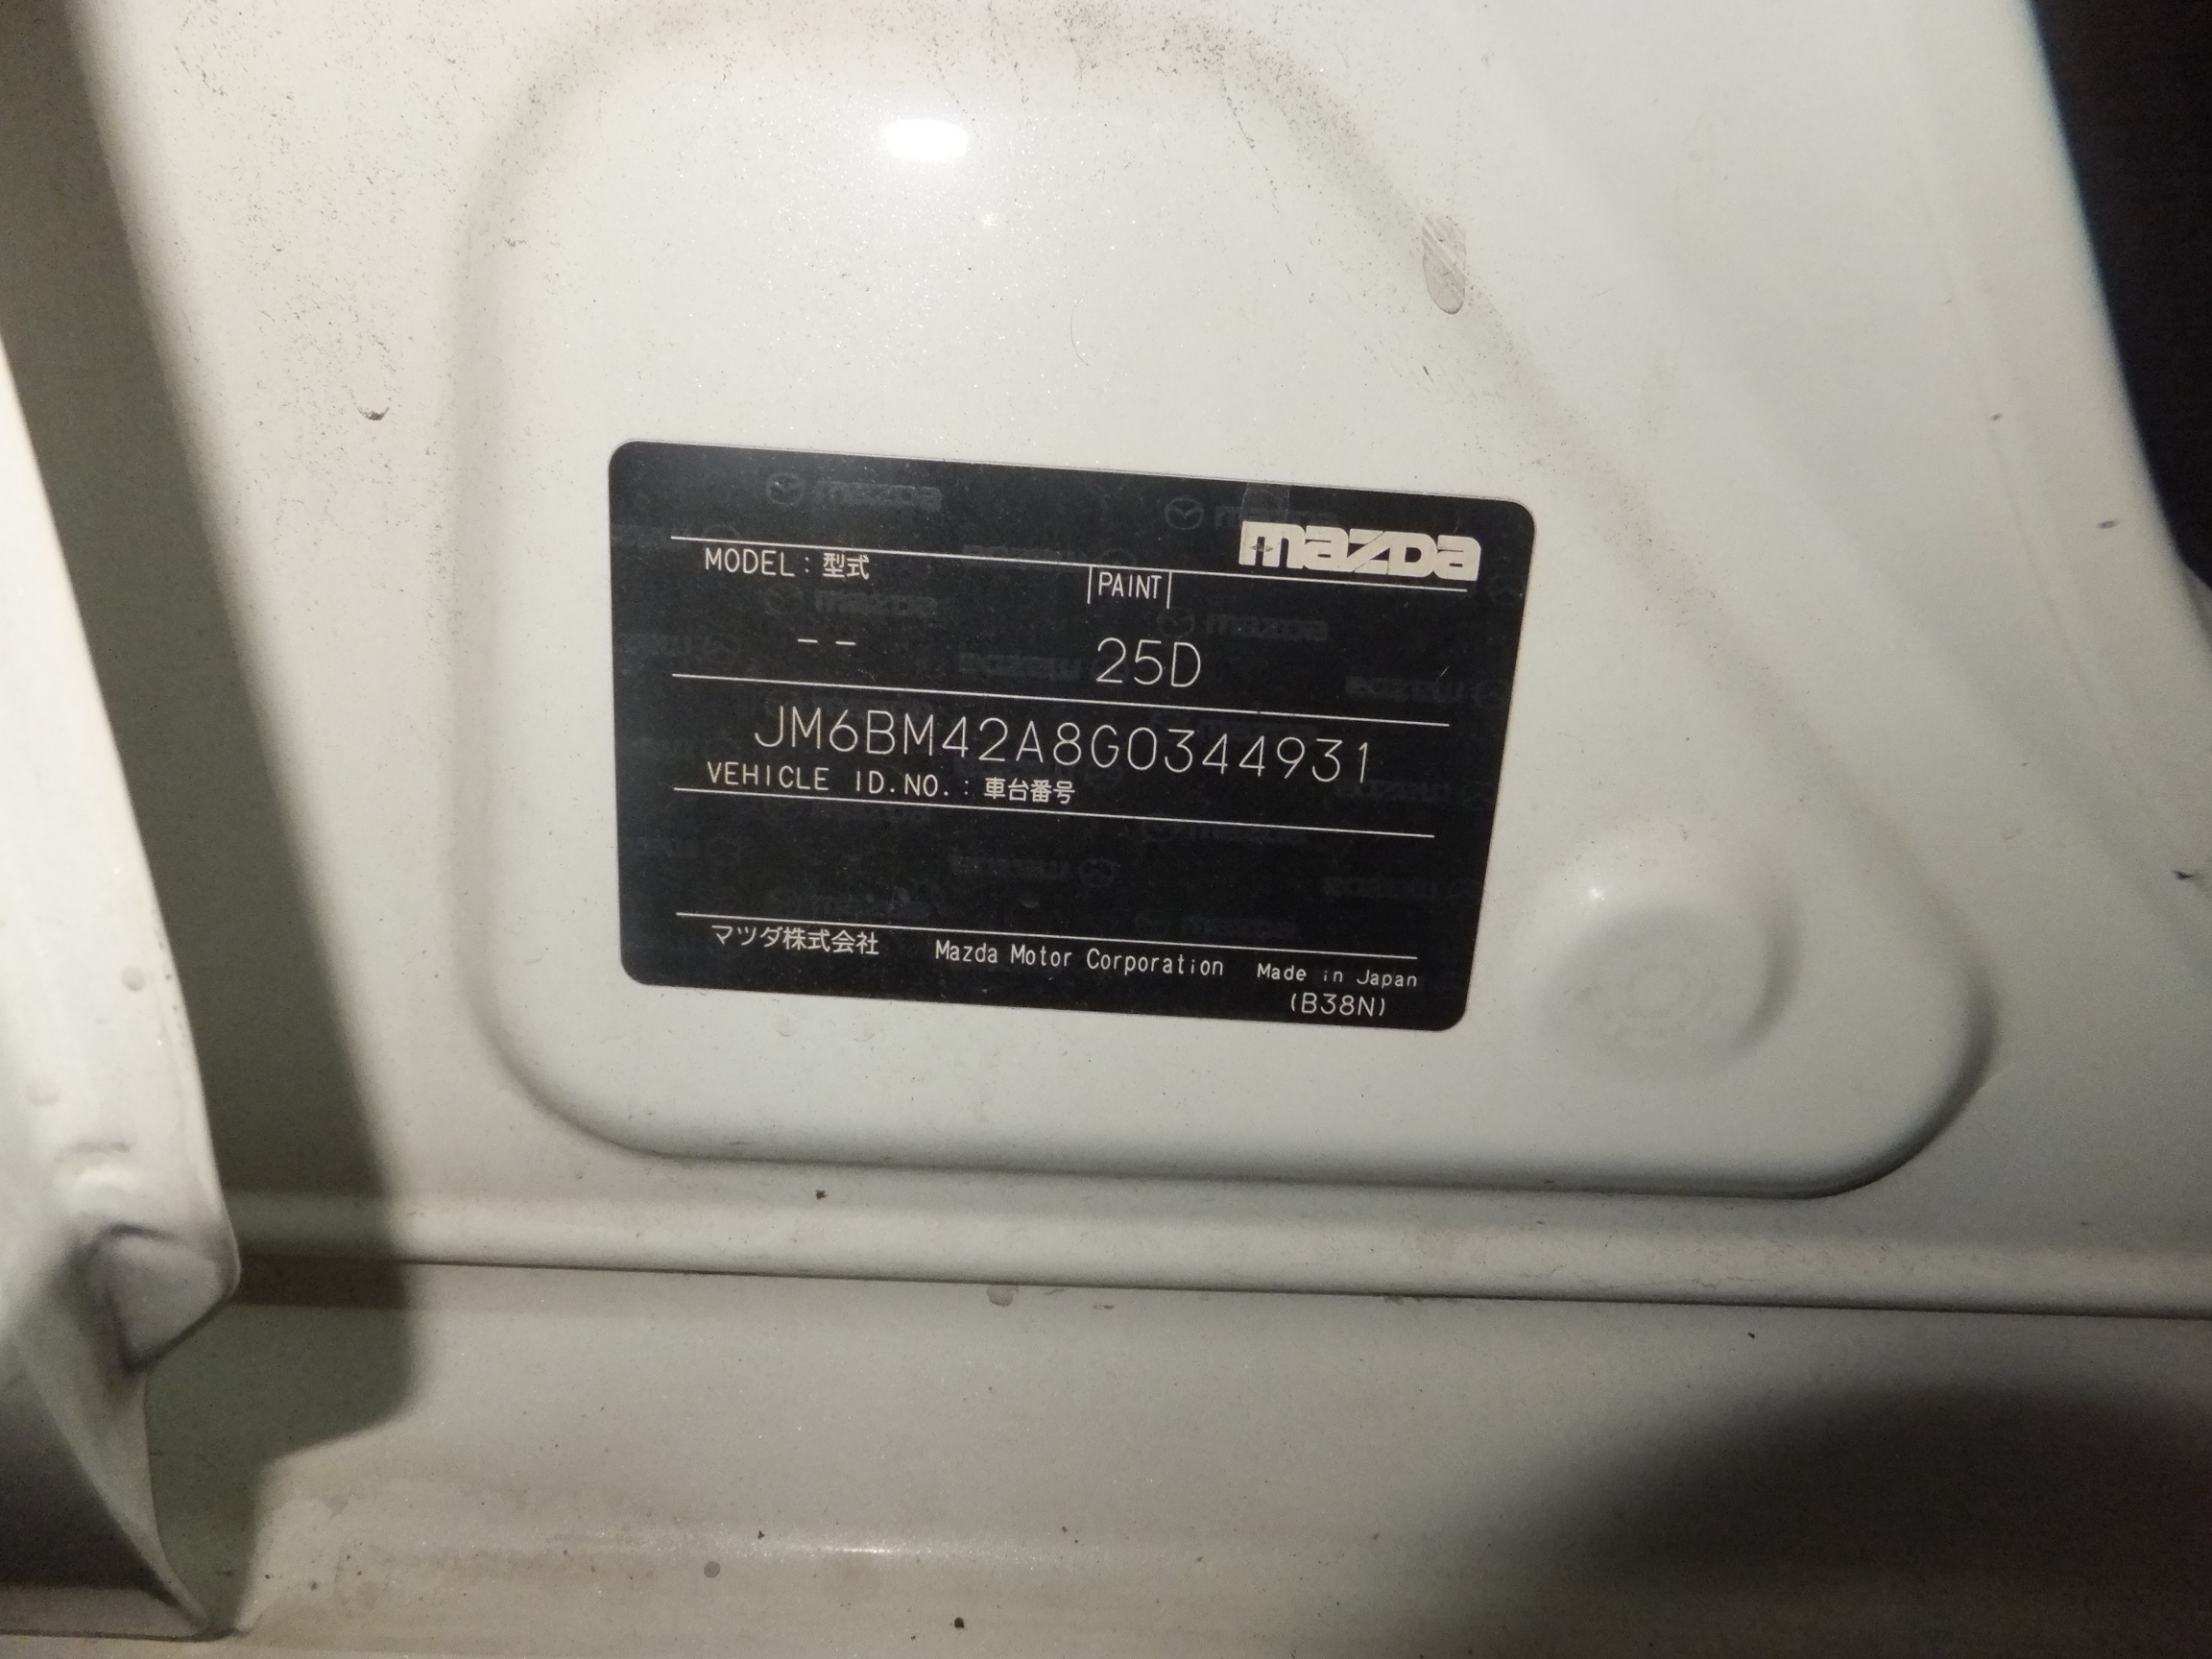 mazda
MODEL : 型式 PAINT
-- 25D
JM6BM42A8G0344931
VEHICLE ID.NO. : 車台番号
マツダ株式会社 Mazda Motor Corporation Made in Japan
(B38N)